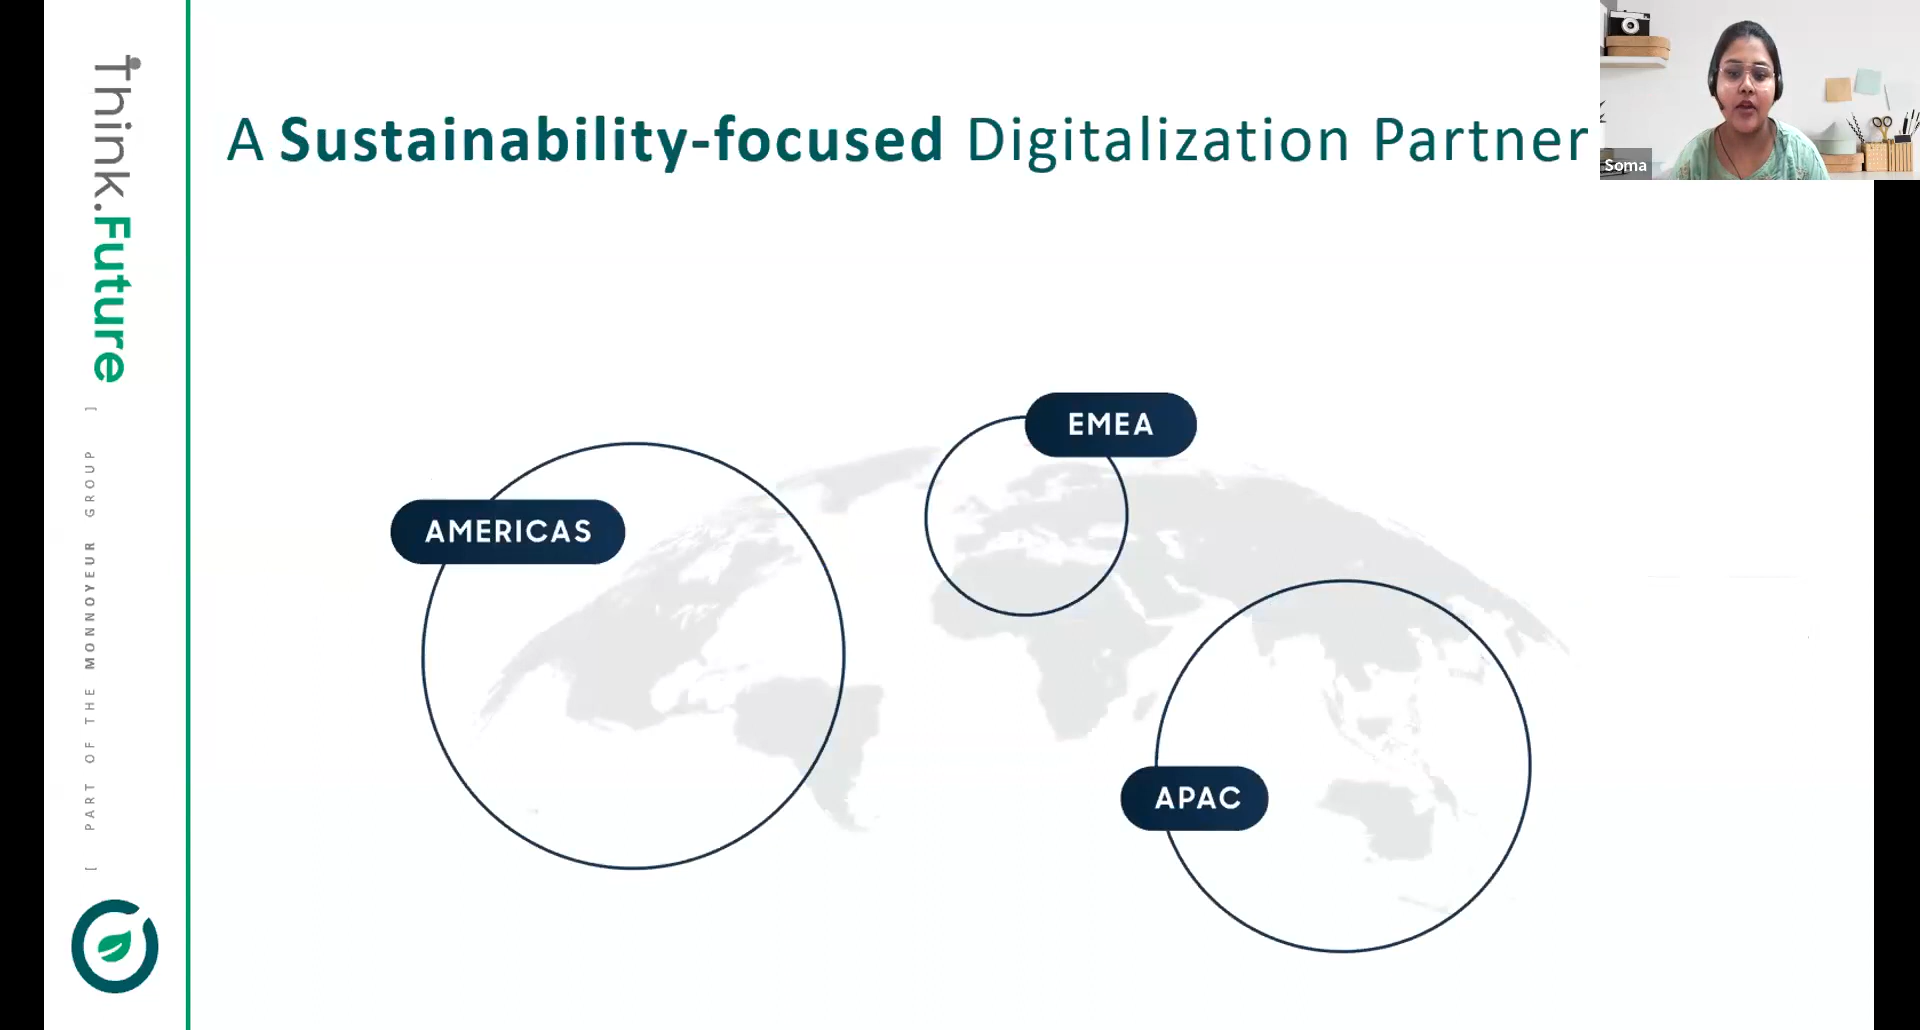 Think.Future
[ PART OF THE MONNOYEUR GROUP ]
A Sustainability-focused Digitalization Partner
Soma
EMEA
AMERICAS
APAC